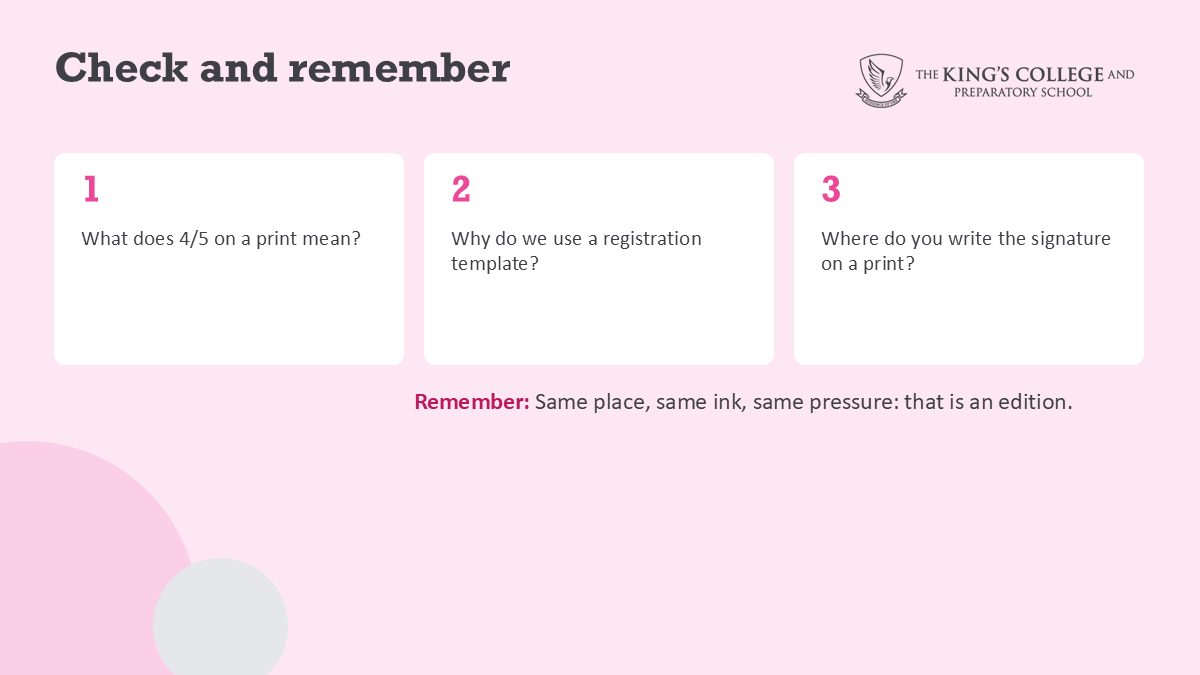 Check and remember
THE KING'S COLLEGE AND
PREPARATORY SCHOOL
1
What does 4/5 on a print mean?
2
Why do we use a registration
template?
3
Where do you write the signature
on a print?
Remember: Same place, same ink, same pressure: that is an edition.